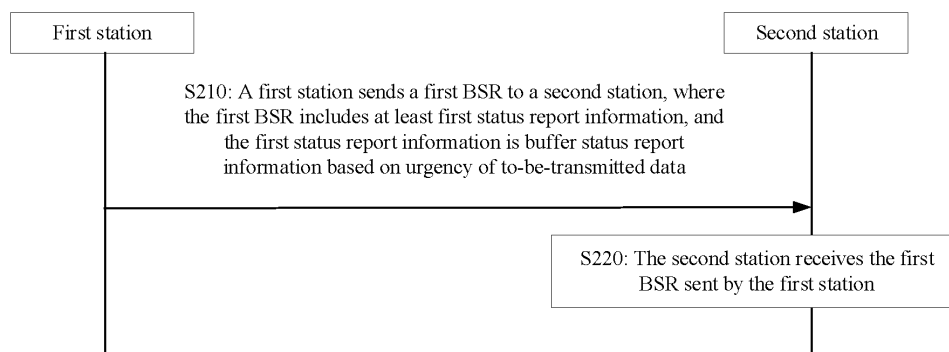 First station
Second station
S210: A first station sends a first BSR to a second station, where
the first BSR includes at least first status report information, and
the first status report information is buffer status report
information based on urgency of to-be-transmitted data
S220: The second station receives the first
BSR sent by the first station